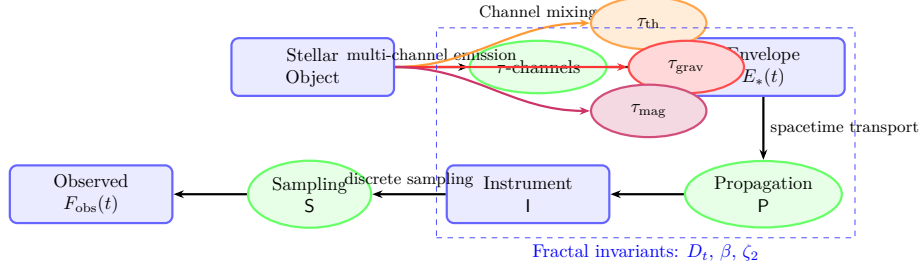 Channel mixing
τth
Stellar
Object
multi-channel emission
τ-channels
τgrav
Envelope
E*(t)
τmag
spacetime transport
Observed
Fobs(t)
Sampling
S
discrete sampling
Instrument
I
Propagation
P
Fractal invariants: Dt, β, ζ2